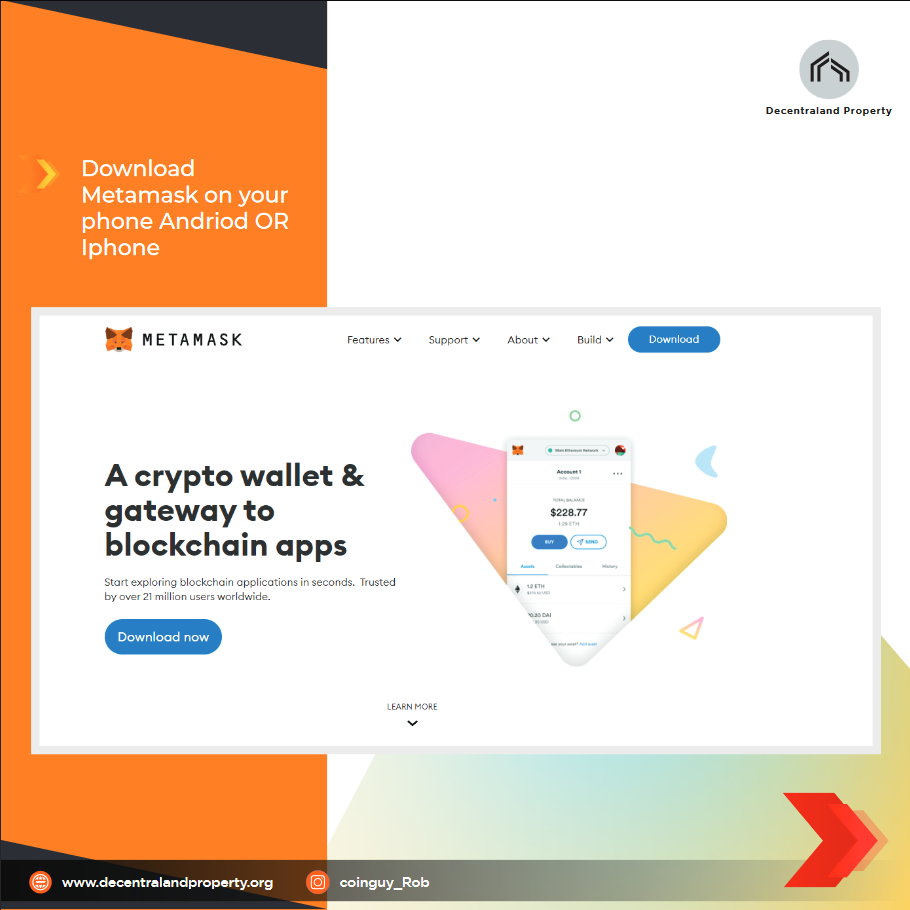 Decentraland Property
Download
Metamask on your
phone Andriod OR
Iphone
METAMASK
Features
Support
About
Build
Download
A crypto wallet &
gateway to
blockchain apps
Start exploring blockchain applications in seconds. Trusted
by over 21 million users worldwide.
Download now
Main Ethereum Network
Account 1
TOTAL BALANCE
$228.77
1.26 ETH
BUY
SEND
Assets
Collectables
History
1.2 ETH
20 DAI
LEARN MORE
www.decentralandproperty.org
coinguy_Rob